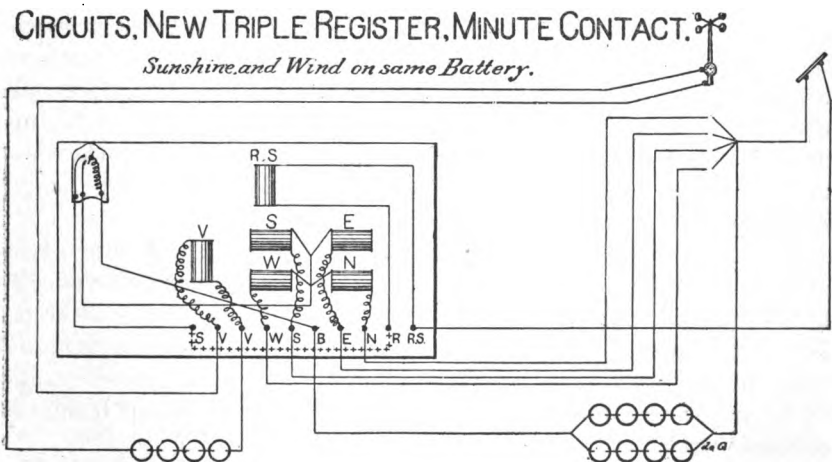 CIRCUITS, NEW TRIPLE REGISTER, MINUTE CONTACT.
Sunshine and Wind on same Battery.
R.S
S E
V
W N
S V V W S B E N R R.S.